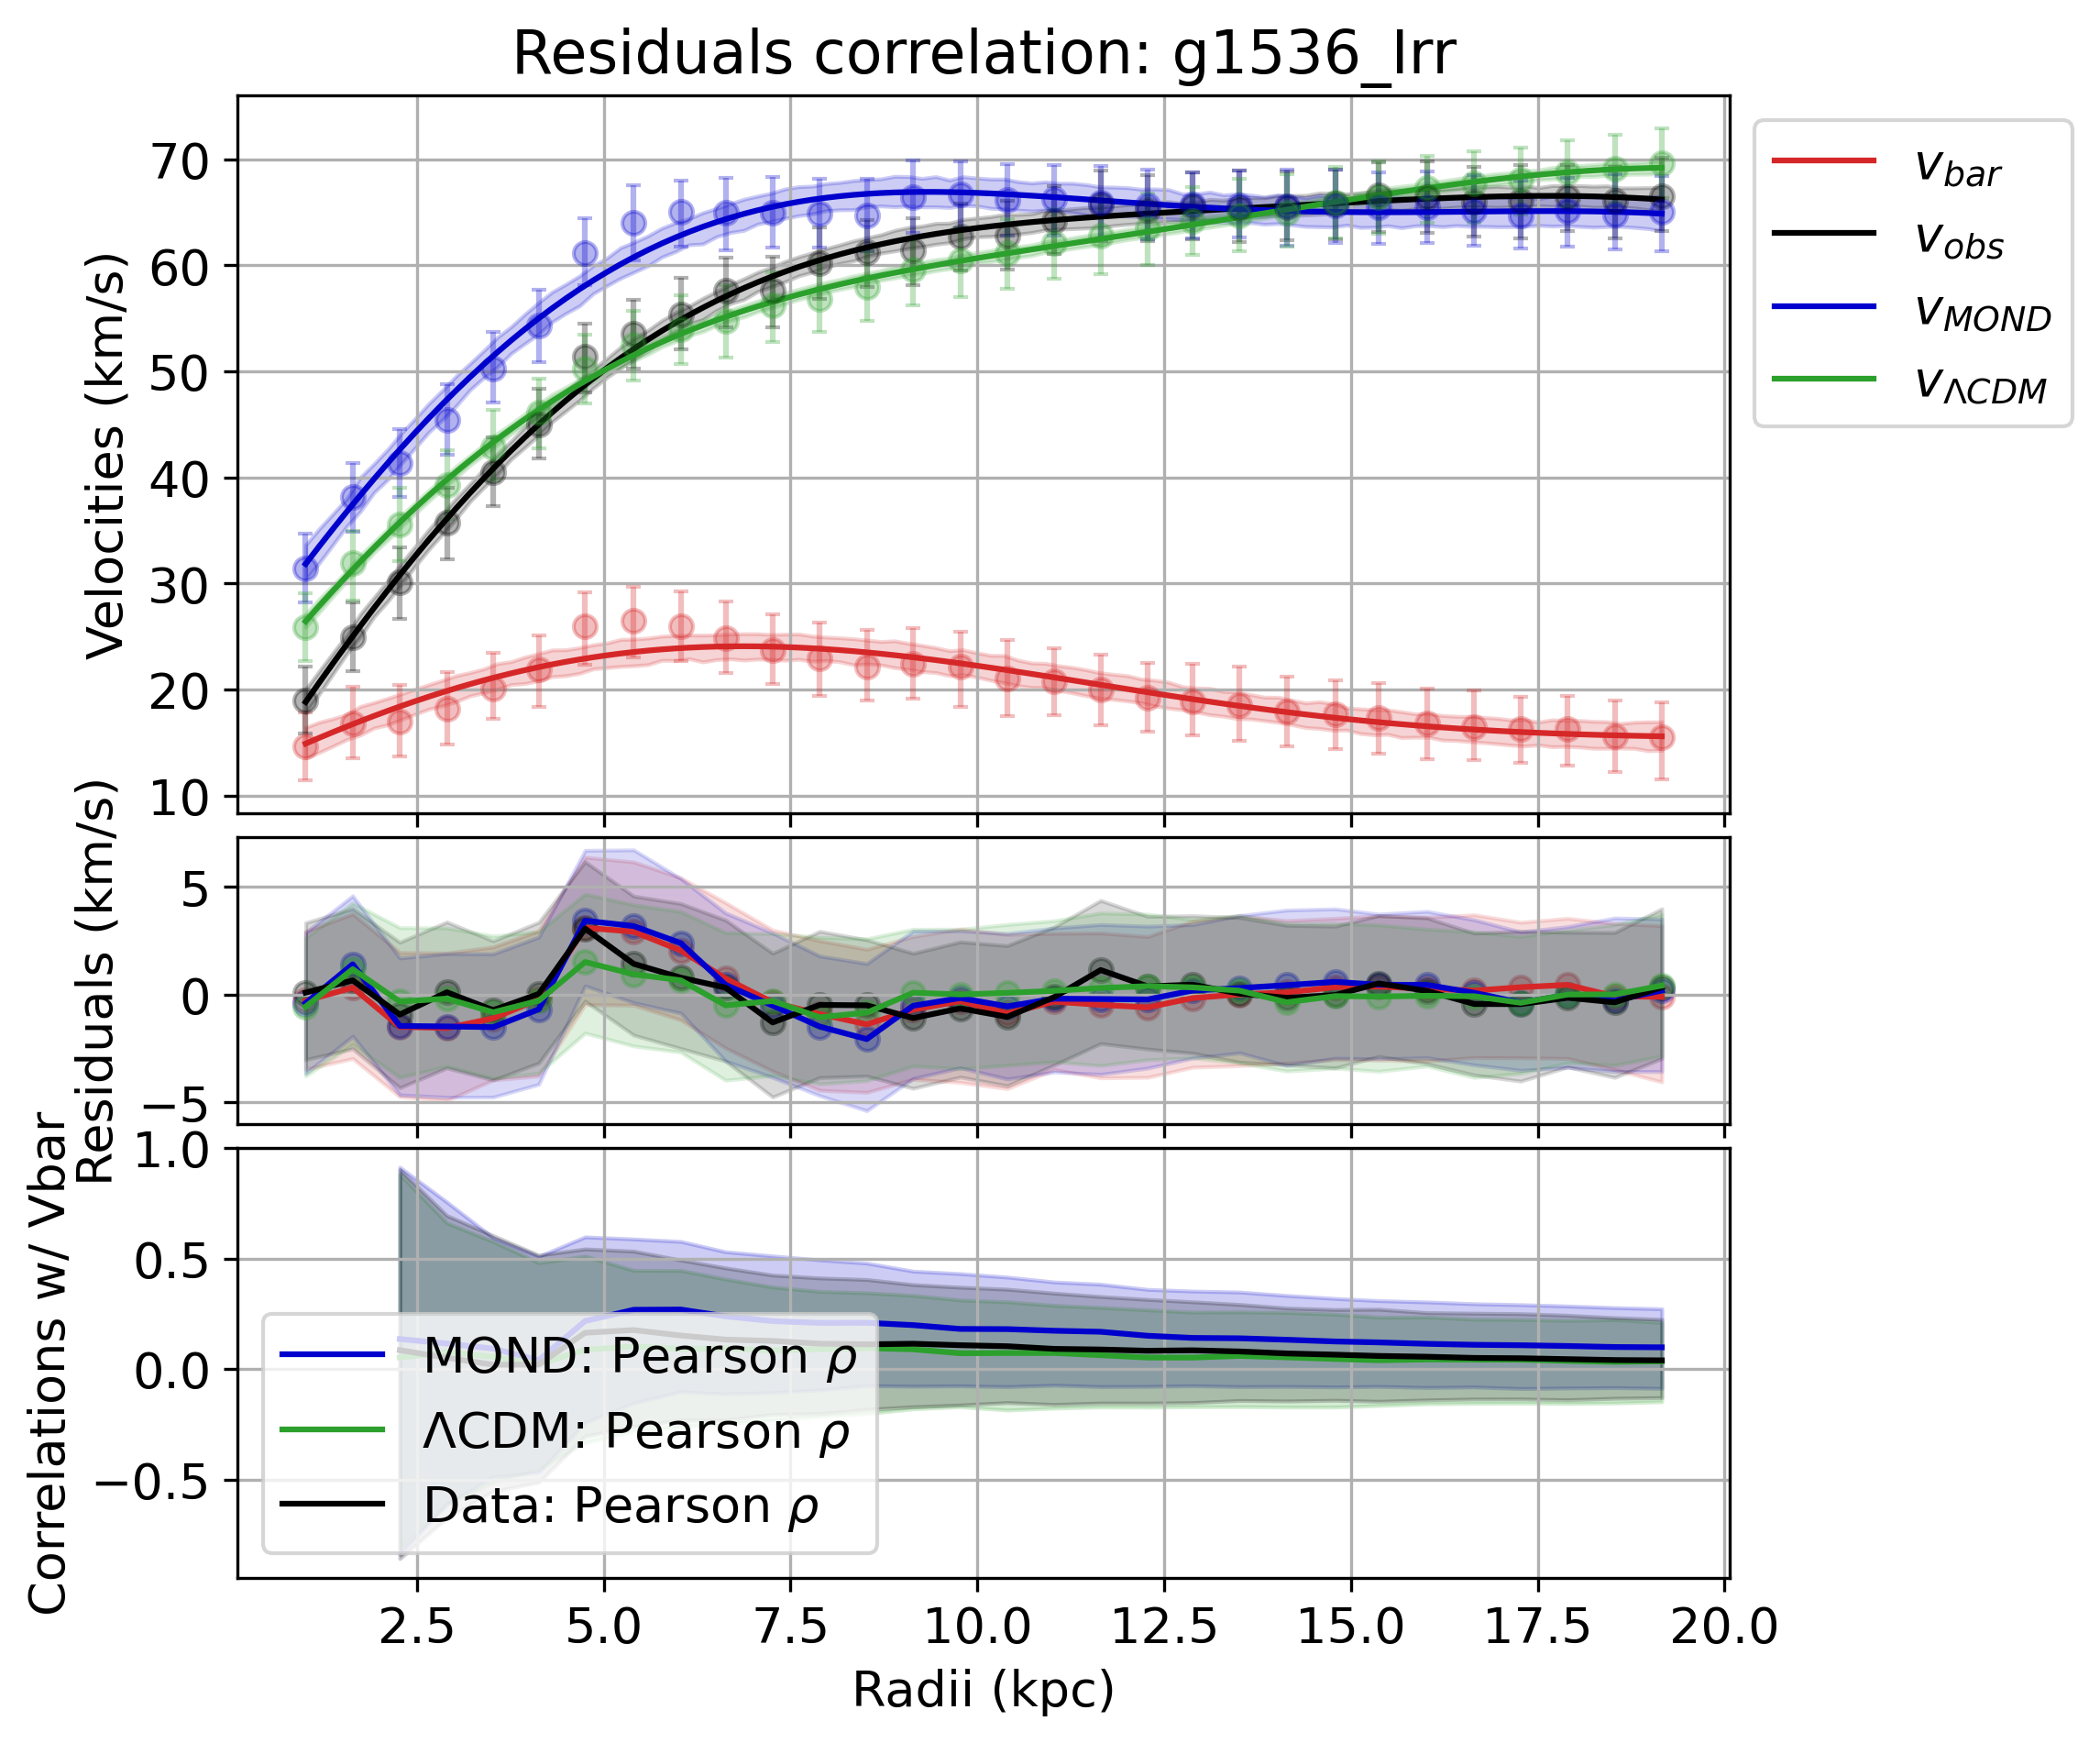 Residuals correlation: g1536_Irr
Velocities (km/s)
70
60
50
40
30
20
10
v_bar
v_obs
v_MOND
v_ΛCDM
Residuals (km/s)
5
0
−5
Correlations w/ Vbar
1.0
0.5
0.0
−0.5
MOND: Pearson ρ
ΛCDM: Pearson ρ
Data: Pearson ρ
2.5 5.0 7.5 10.0 12.5 15.0 17.5 20.0
Radii (kpc)